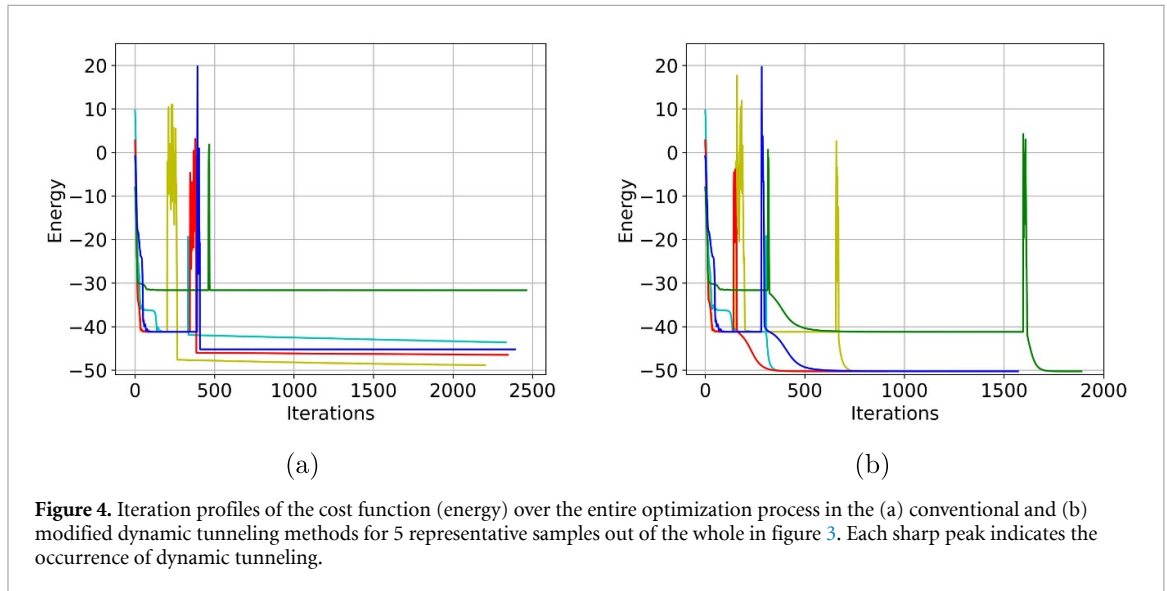 20
10
0
−10
−20
−30
−40
−50
Energy
0 500 1000 1500 2000 2500
Iterations
(a)
20
10
0
−10
−20
−30
−40
−50
Energy
0 500 1000 1500 2000
Iterations
(b)
Figure 4. Iteration profiles of the cost function (energy) over the entire optimization process in the (a) conventional and (b)
modified dynamic tunneling methods for 5 representative samples out of the whole in figure 3. Each sharp peak indicates the
occurrence of dynamic tunneling.